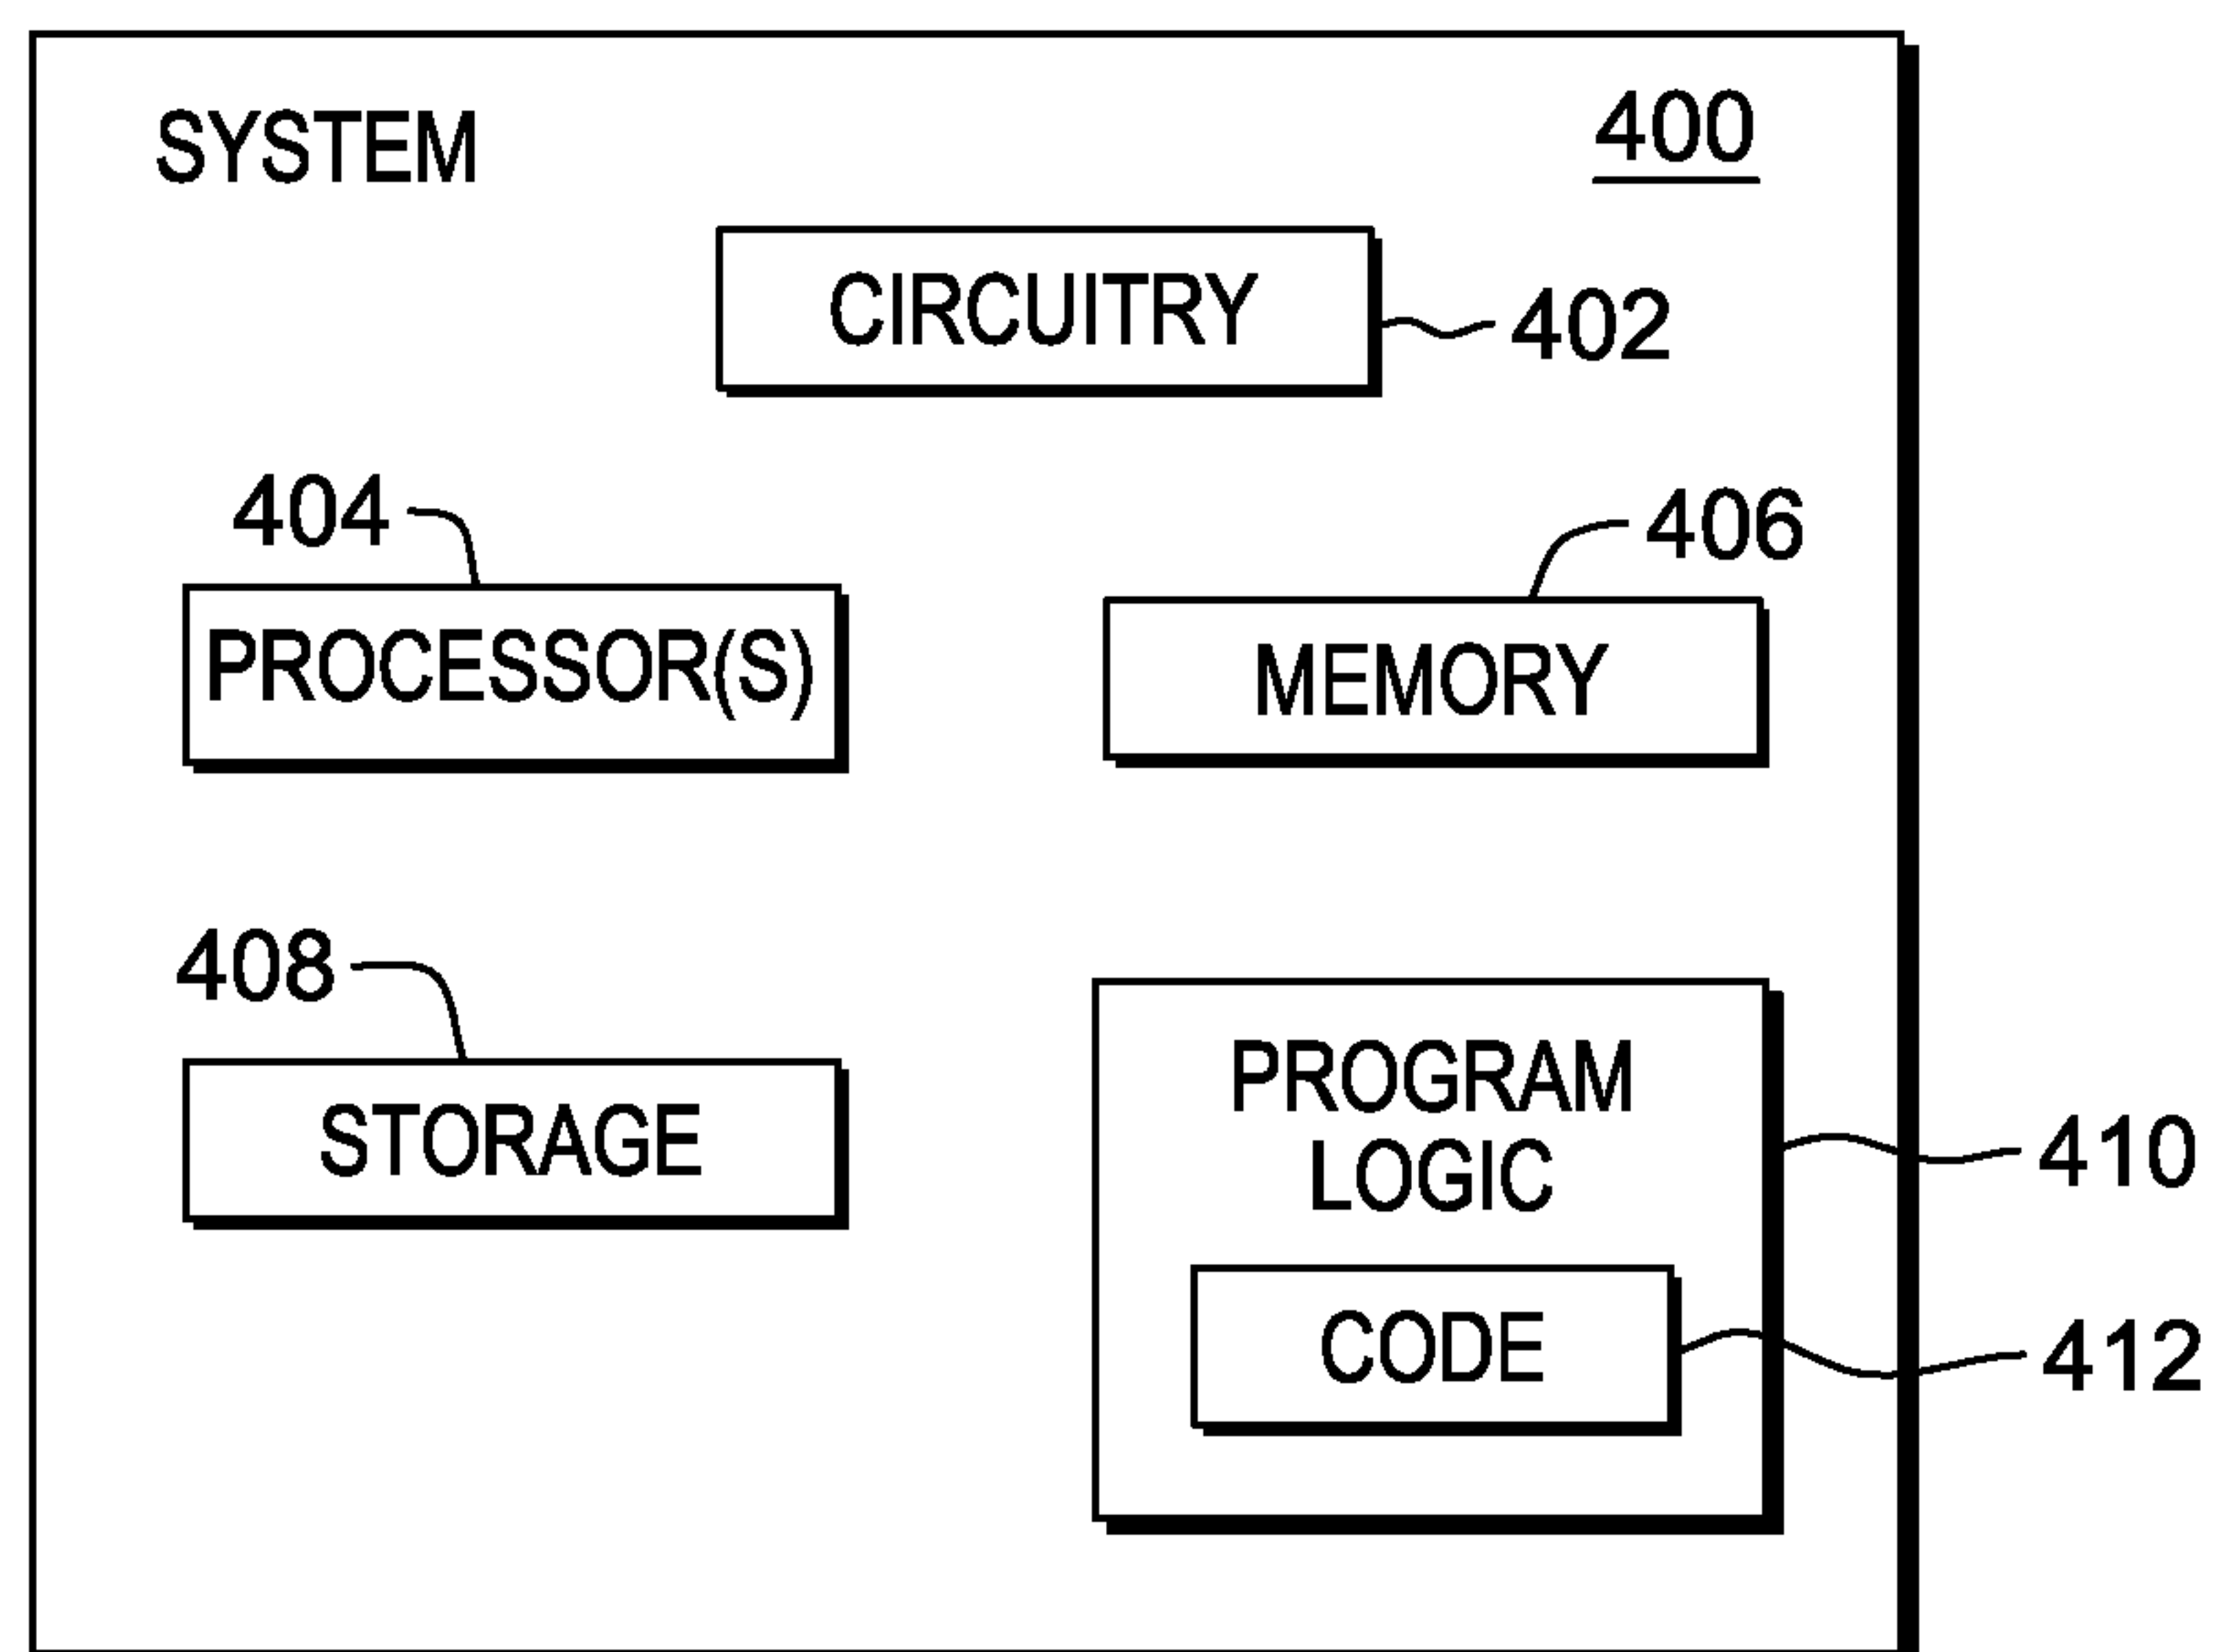 SYSTEM
400
CIRCUITRY
402
404
406
PROCESSOR(S)
MEMORY
408
STORAGE
PROGRAM
LOGIC
410
CODE
412